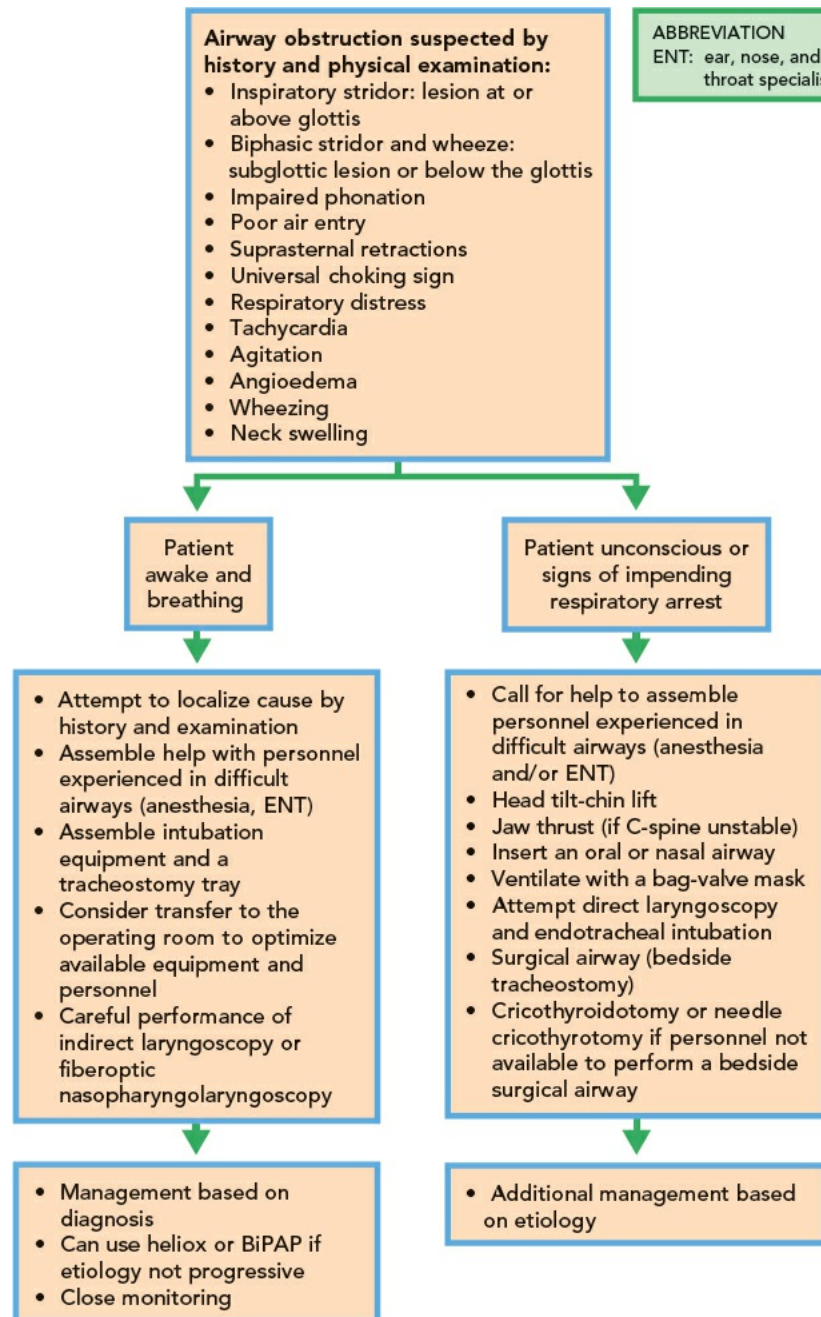 Airway obstruction suspected by
history and physical examination:
• Inspiratory stridor: lesion at or
above glottis
• Biphasic stridor and wheeze:
subglottic lesion or below the glottis
• Impaired phonation
• Poor air entry
• Suprasternal retractions
• Universal choking sign
• Respiratory distress
• Tachycardia
• Agitation
• Angioedema
• Wheezing
• Neck swelling
ABBREVIATION
ENT: ear, nose, and
throat specialis
Patient
awake and
breathing
Patient unconscious or
signs of impending
respiratory arrest
• Attempt to localize cause by
history and examination
• Assemble help with personnel
experienced in difficult
airways (anesthesia, ENT)
• Assemble intubation
equipment and a
tracheostomy tray
• Consider transfer to the
operating room to optimize
available equipment and
personnel
• Careful performance of
indirect laryngoscopy or
fiberoptic
nasopharyngolaryngoscopy
• Call for help to assemble
personnel experienced in
difficult airways (anesthesia
and/or ENT)
• Head tilt-chin lift
• Jaw thrust (if C-spine unstable)
• Insert an oral or nasal airway
• Ventilate with a bag-valve mask
• Attempt direct laryngoscopy
and endotracheal intubation
• Surgical airway (bedside
tracheostomy)
• Cricothyroidotomy or needle
cricothyrotomy if personnel not
available to perform a bedside
surgical airway
• Management based on
diagnosis
• Can use heliox or BiPAP if
etiology not progressive
• Close monitoring
• Additional management based
on etiology